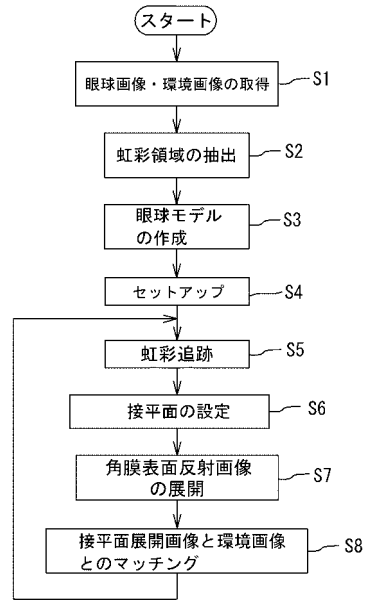 スタート
眼球画像・環境画像の取得
S1
虹彩領域の抽出
S2
眼球モデル
の作成
S3
セットアップ
S4
虹彩追跡
S5
接平面の設定
S6
角膜表面反射画像
の展開
S7
接平面展開画像と環境画像
とのマッチング
S8